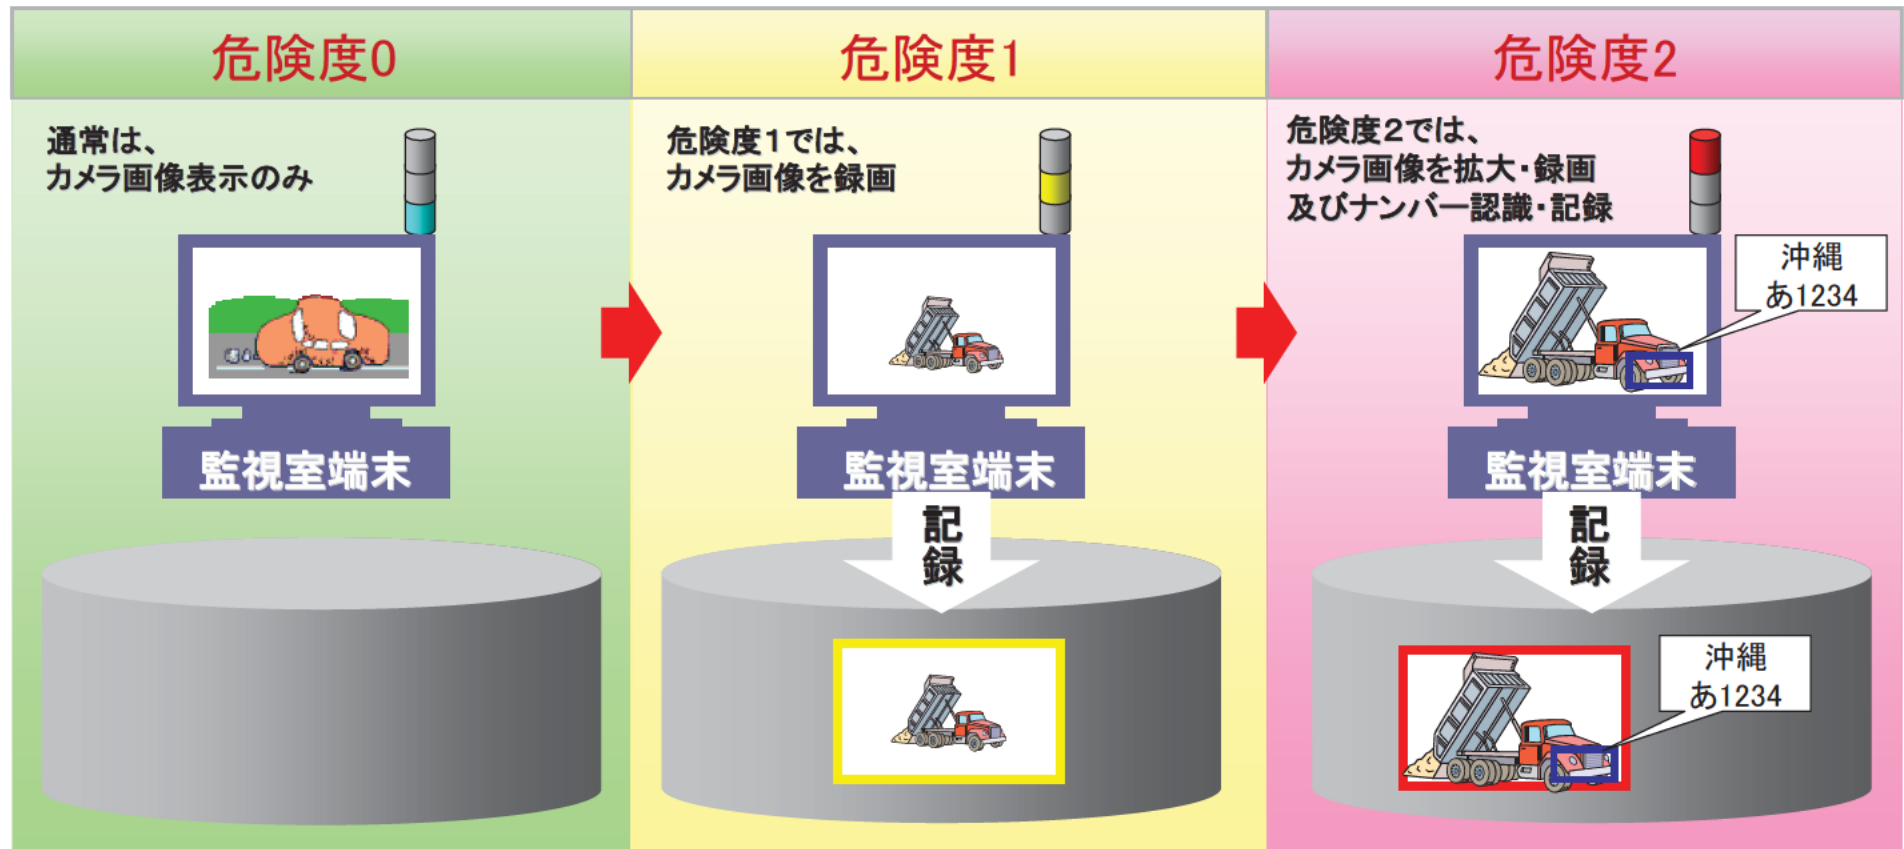 危険度0
通常は、
カメラ画像表示のみ
監視室端末
危険度1
危険度1では、
カメラ画像を録画
監視室端末
記録
危険度2
危険度2では、
カメラ画像を拡大・録画
及びナンバー認識・記録
沖縄
あ1234
監視室端末
記録
沖縄
あ1234